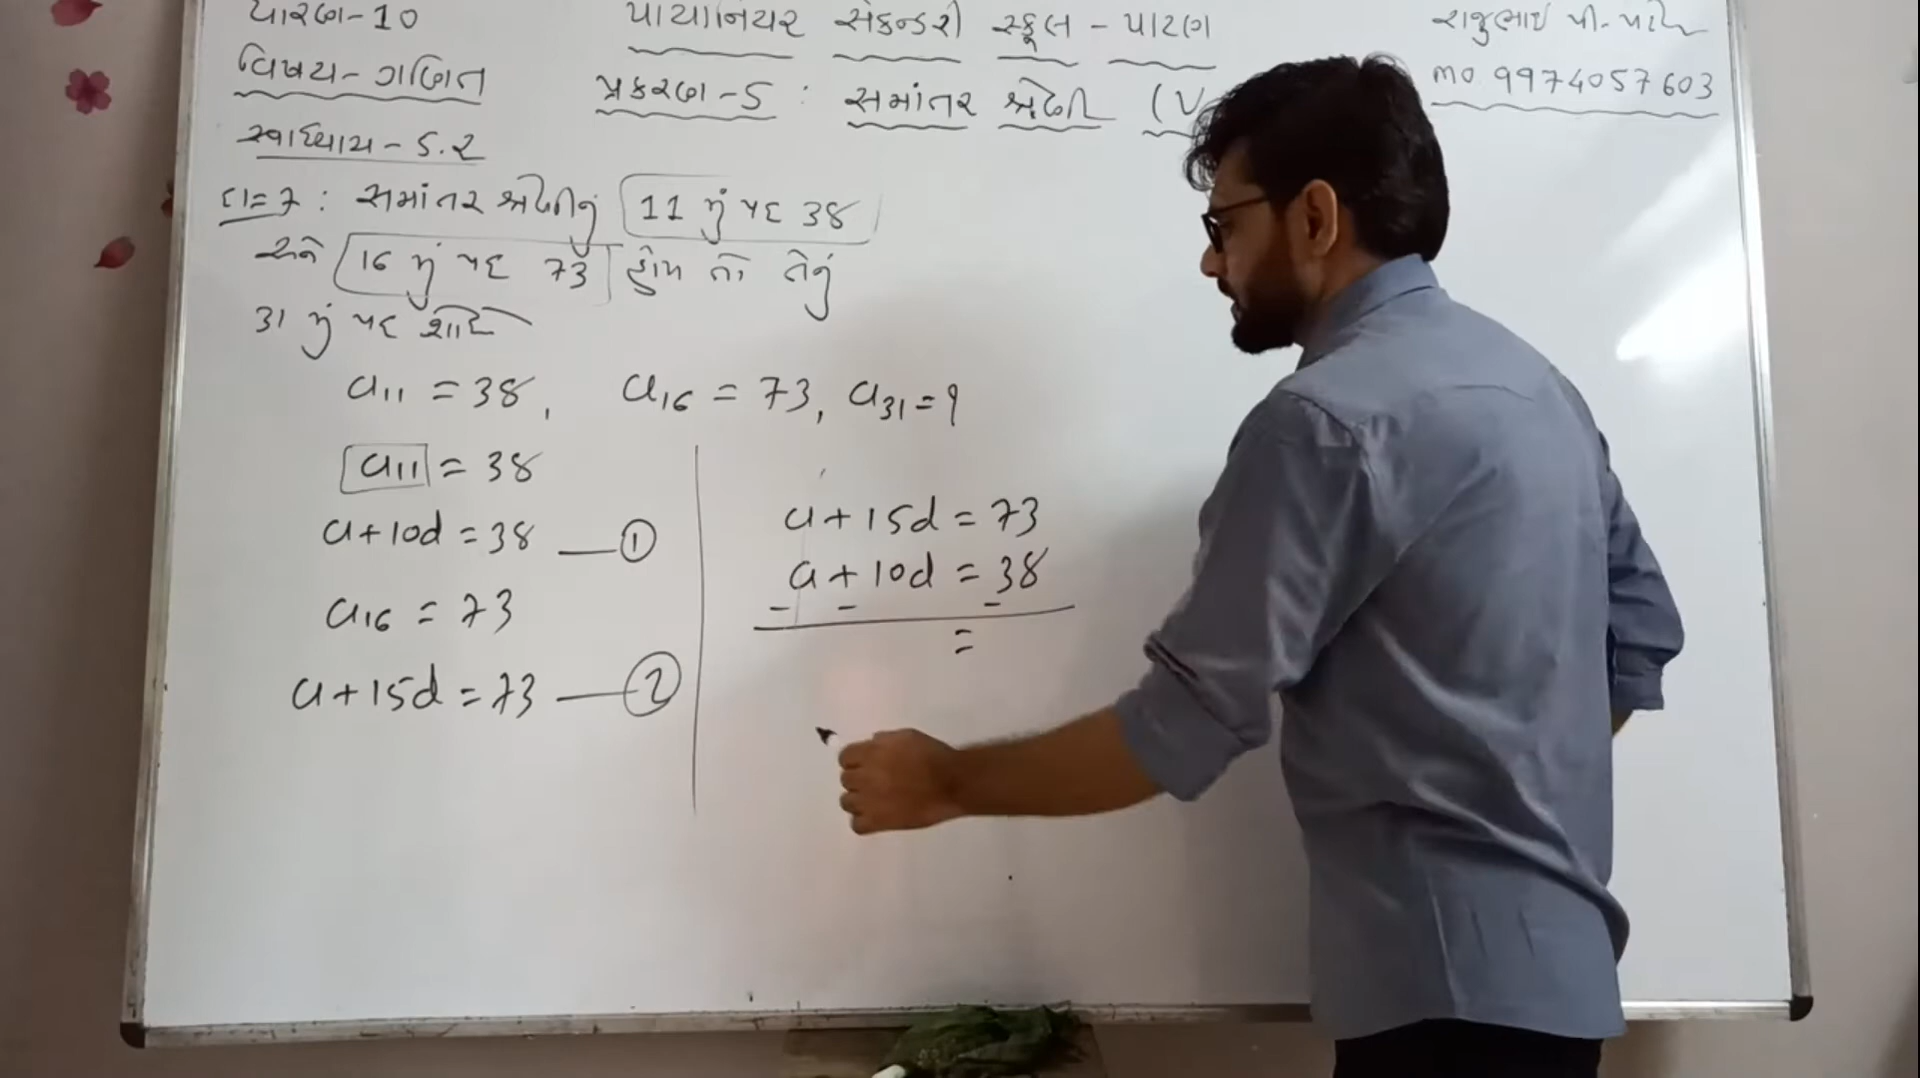 ધોરણ-10
પાયોનિયર સેકન્ડરી સ્કૂલ - પાટણ
રાજુભાઈ પી. પટેલ
વિષય- ગણિત
પ્રકરણ-5 : સમાંતર શ્રેઢી (V
mo. 9974057603
સ્વાધ્યાય - 5.2
દા=7 : સમાંતર શ્રેઢીનું 11 મું પદ 38
અને 16 મું પદ 73 હોય તો તેનું
31 મું પદ શોધો
a11 = 38, a16 = 73, a31 = ?
a11 = 38
a+10d = 38 — ①
a16 = 73
a+15d = 73 — ②
a+15d = 73
a+10d = 38
- - -
=